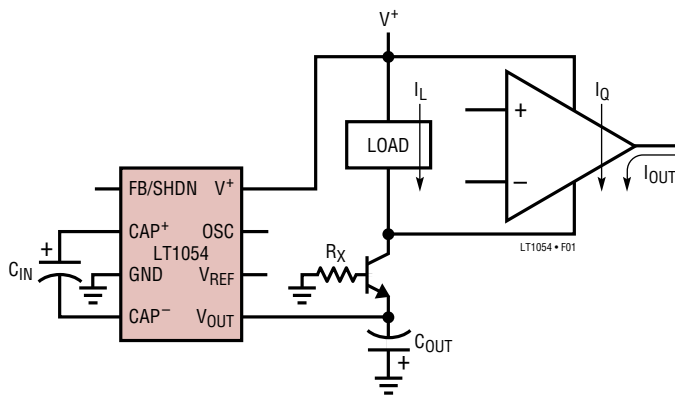 V+
IL
IQ
+
LOAD
−
IOUT
LT1054 • F01
FB/SHDN V+
CAP+ OSC
LT1054
+
CIN
GND VREF
CAP− VOUT
RX
COUT
+